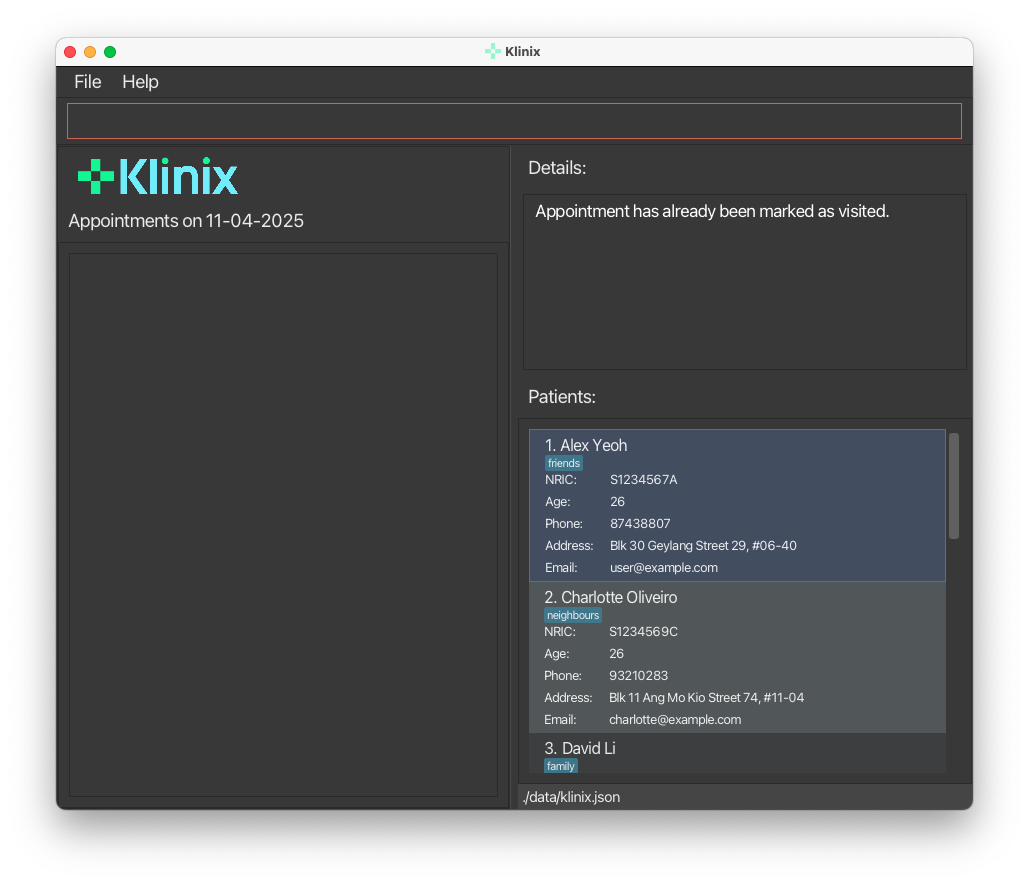 Klinix
File Help
Klinix
Appointments on 11-04-2025
Details:
Appointment has already been marked as visited.
Patients:
1. Alex Yeoh
friends
NRIC: S1234567A
Age: 26
Phone: 87438807
Address: Blk 30 Geylang Street 29, #06-40
Email: user@example.com
2. Charlotte Oliveiro
neighbours
NRIC: S1234569C
Age: 26
Phone: 93210283
Address: Blk 11 Ang Mo Kio Street 74, #11-04
Email: charlotte@example.com
3. David Li
family
./data/klinix.json